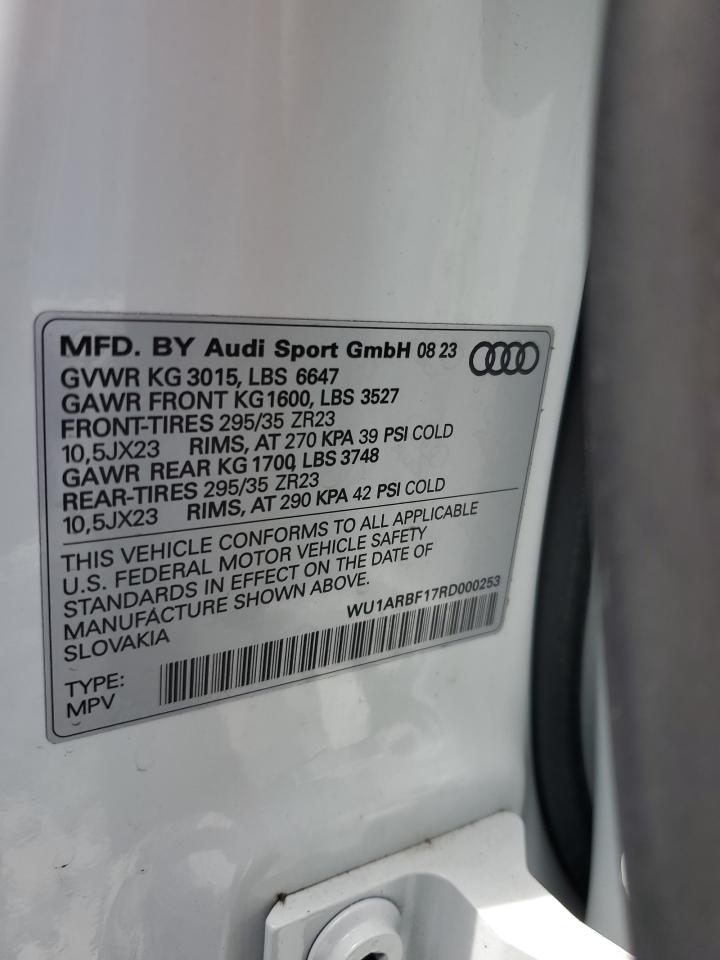 MFD. BY Audi Sport GmbH 08 23
GVWR KG 3015, LBS 6647
GAWR FRONT KG 1600, LBS 3527
FRONT-TIRES 295/35 ZR23
10,5JX23 RIMS, AT 270 KPA 39 PSI COLD
GAWR REAR KG 1700, LBS 3748
REAR-TIRES 295/35 ZR23
10,5JX23 RIMS, AT 290 KPA 42 PSI COLD
THIS VEHICLE CONFORMS TO ALL APPLICABLE
U.S. FEDERAL MOTOR VEHICLE SAFETY
STANDARDS IN EFFECT ON THE DATE OF
MANUFACTURE SHOWN ABOVE.
SLOVAKIA
WU1ARBF17RD000253
TYPE:
MPV